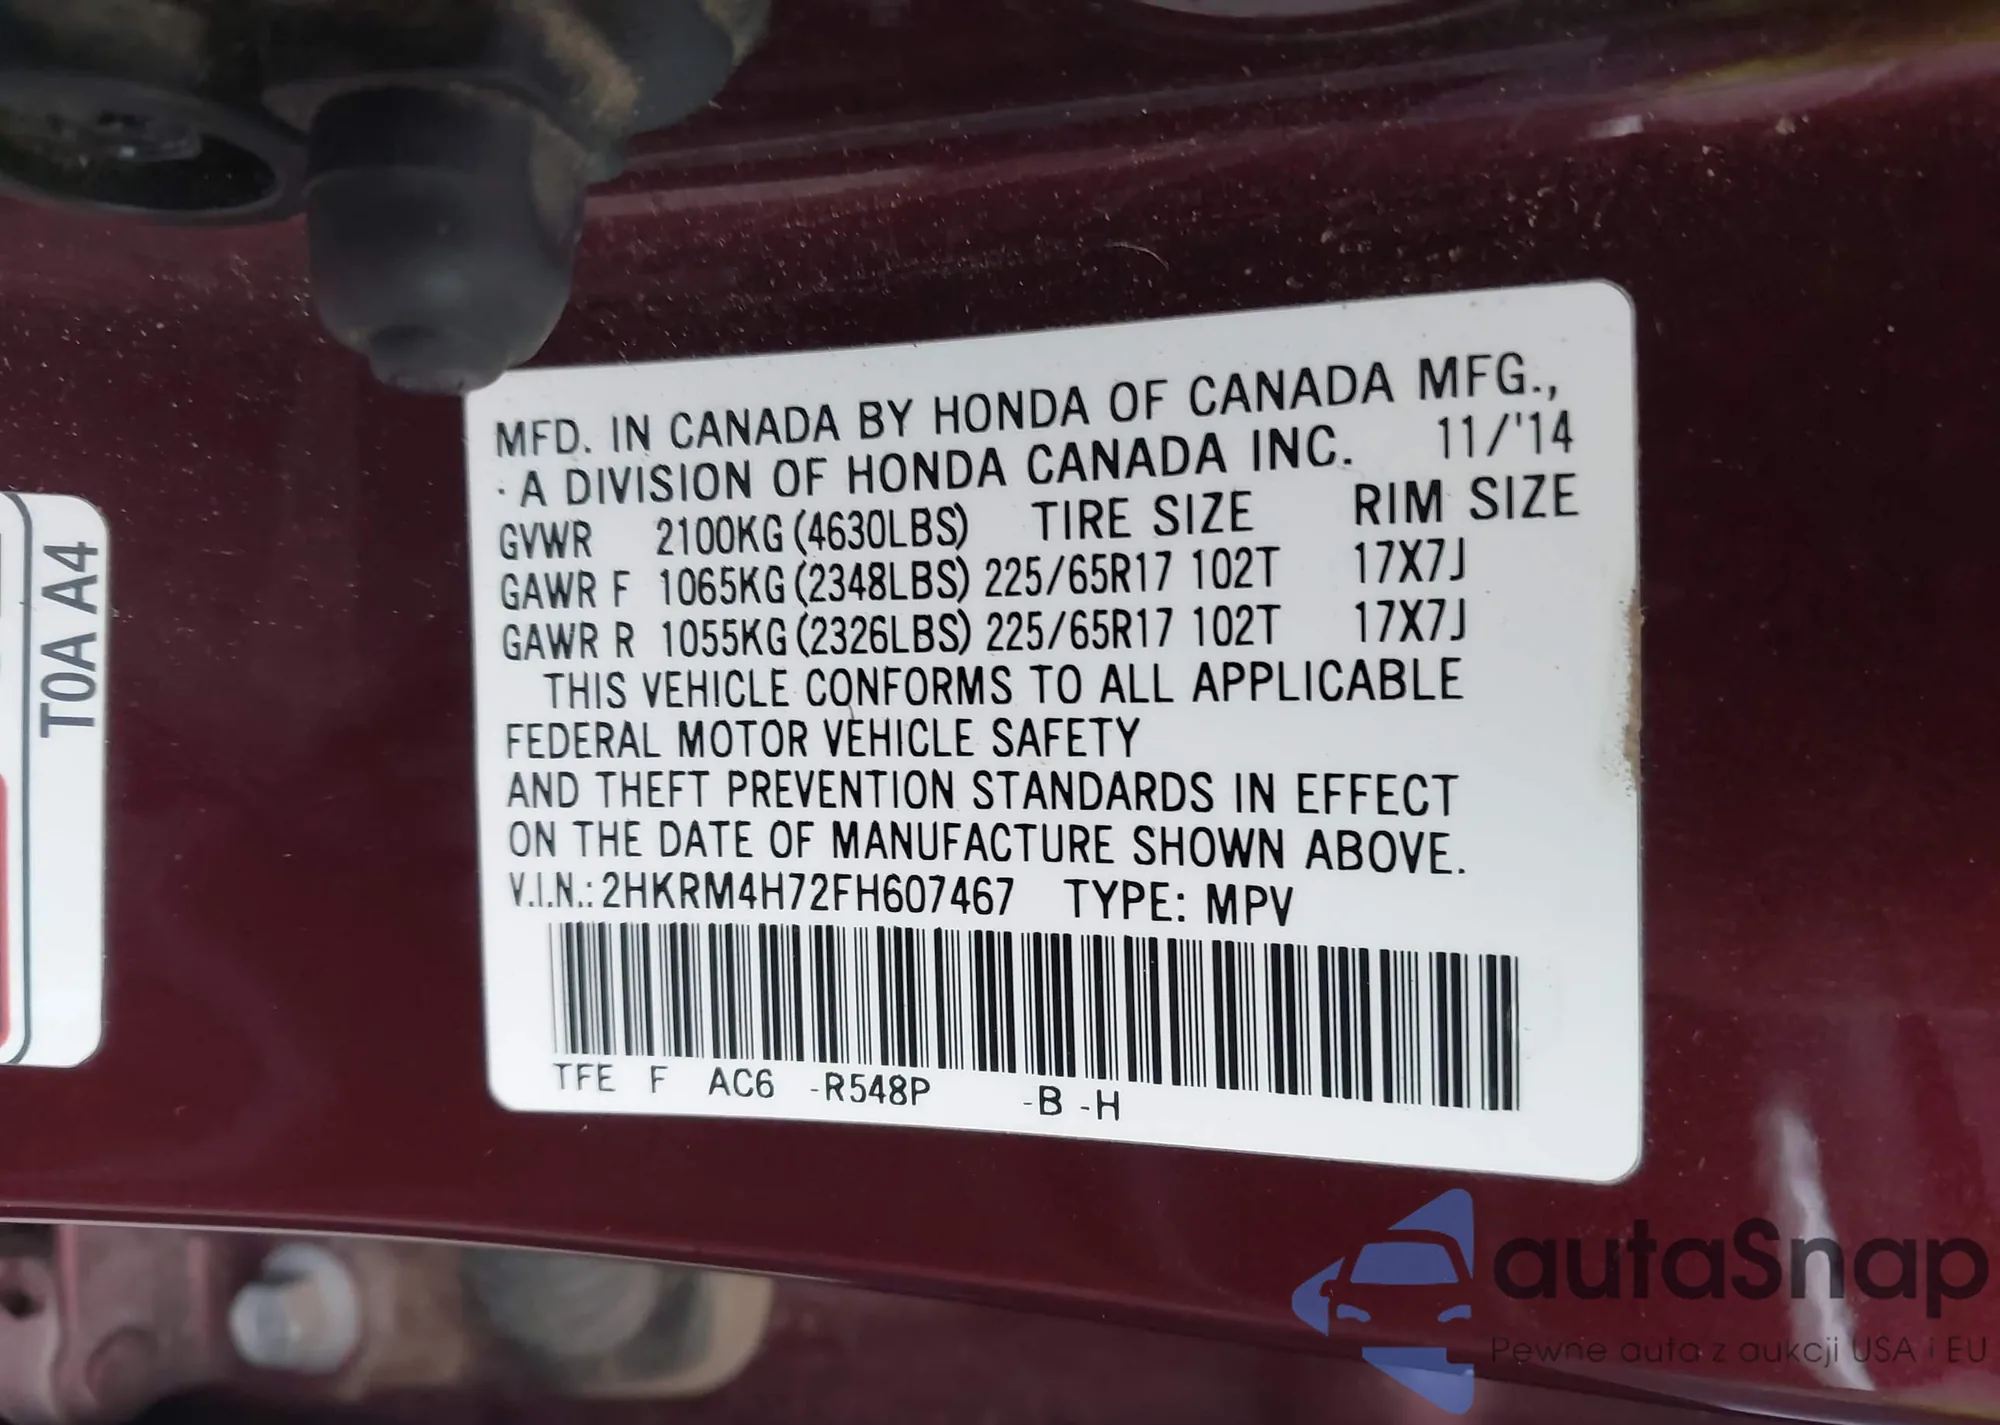 MFD. IN CANADA BY HONDA OF CANADA MFG.,
· A DIVISION OF HONDA CANADA INC. 11/'14
GVWR 2100KG (4630LBS) TIRE SIZE RIM SIZE
GAWR F 1065KG (2348LBS) 225/65R17 102T 17X7J
GAWR R 1055KG (2326LBS) 225/65R17 102T 17X7J
THIS VEHICLE CONFORMS TO ALL APPLICABLE
FEDERAL MOTOR VEHICLE SAFETY
AND THEFT PREVENTION STANDARDS IN EFFECT
ON THE DATE OF MANUFACTURE SHOWN ABOVE.
V.I.N.: 2HKRM4H72FH607467 TYPE: MPV
TFE F AC6 -R548P -B -H
T0A A4
autaSnap
Pewne auta z aukcji USA i EU